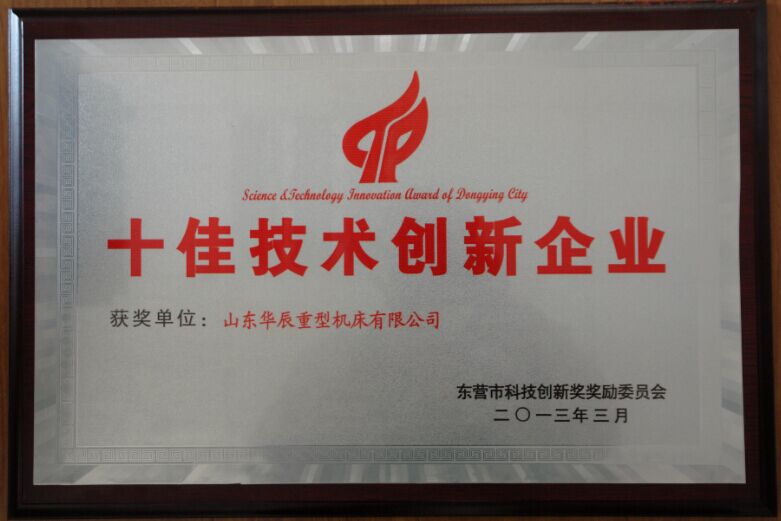 Science & Technology Innovation Award of Dongying City
十佳技术创新企业
获奖单位：山东华辰重型机床有限公司
东营市科技创新奖奖励委员会
二〇一三年三月